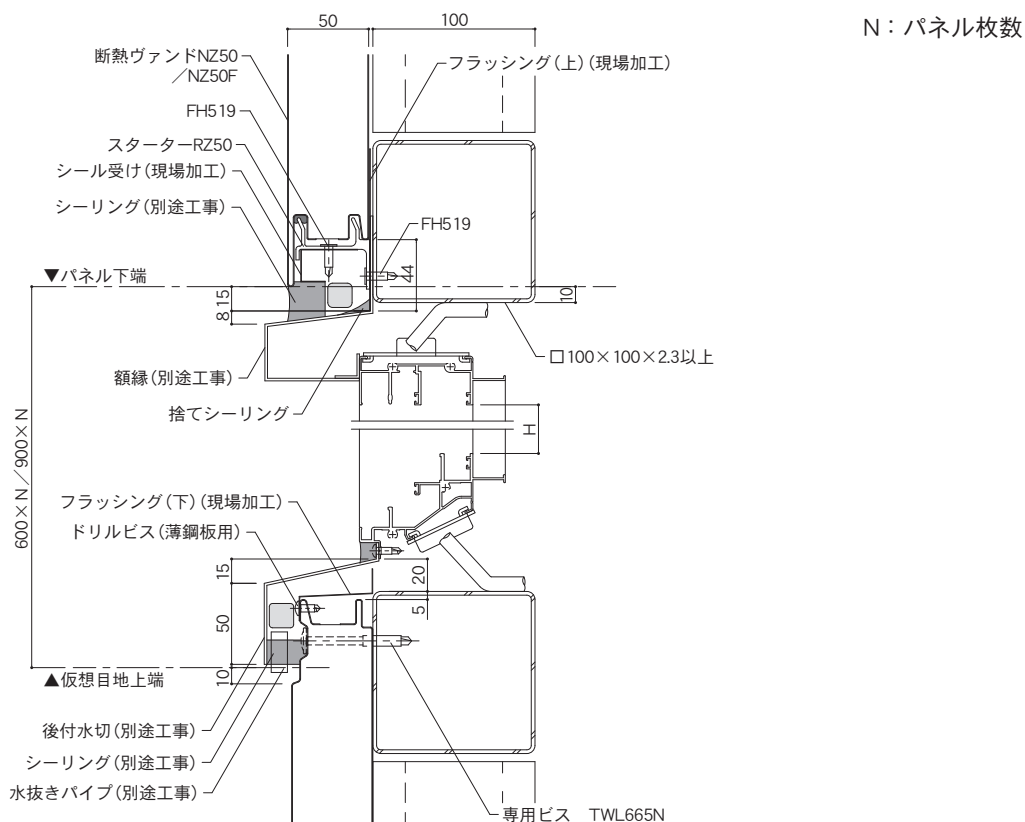 N：パネル枚数
50
100
断熱ヴァンドNZ50
／NZ50F
フラッシング（上）（現場加工）
FH519
スターターRZ50
シール受け（現場加工）
シーリング（別途工事）
FH519
44
▼パネル下端
15
8
10
□100×100×2.3以上
額縁（別途工事）
捨てシーリング
H
600×N／900×N
フラッシング（下）（現場加工）
ドリルビス（薄鋼板用）
15
20
5
50
10
▲仮想目地上端
後付水切（別途工事）
シーリング（別途工事）
水抜きパイプ（別途工事）
専用ビス　TWL665N